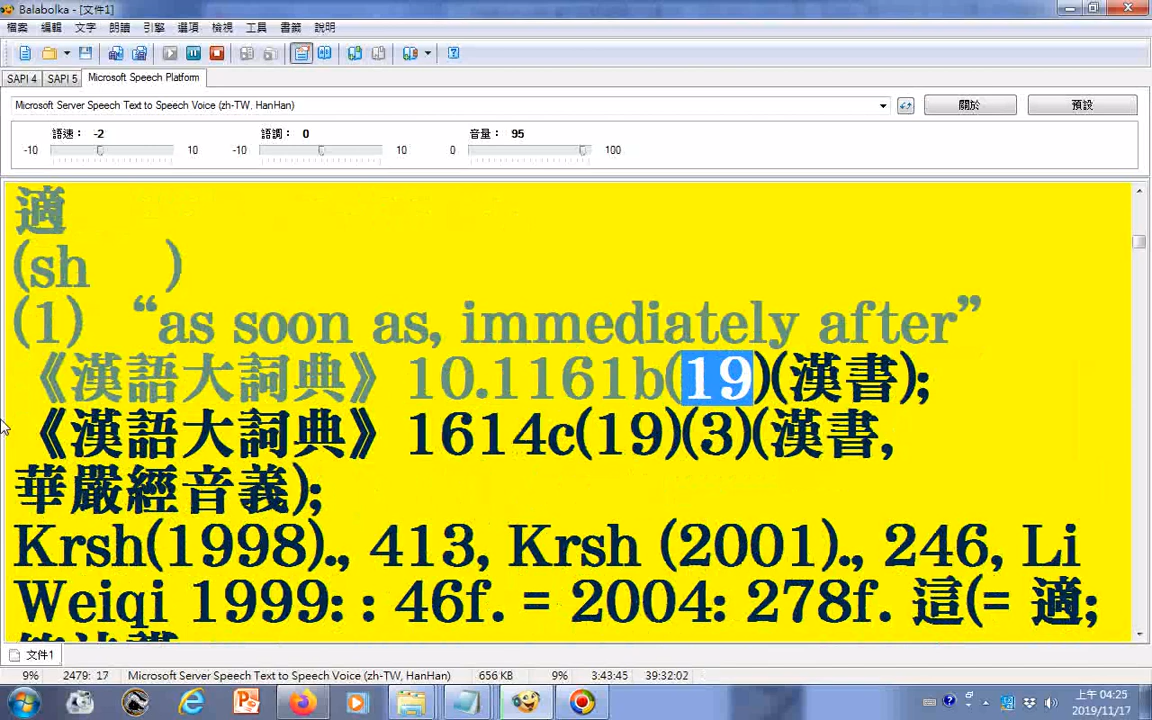 Balabolka - [文件1]
檔案 編輯 文字 朗讀 引擎 選項 檢視 工具 書籤 說明
SAPI 4 SAPI 5 Microsoft Speech Platform
Microsoft Server Speech Text to Speech Voice (zh-TW, HanHan) 關於 預設
語速： -2 語調： 0 音量： 95
-10 10 -10 10 0 100
適
(sh )
(1) “as soon as, immediately after”
《漢語大詞典》 10.1161b(19)(漢書);
《漢語大詞典》 1614c(19)(3)(漢書,
華嚴經音義);
Krsh(1998)., 413, Krsh (2001)., 246, Li
Weiqi 1999: : 46f. = 2004: 278f. 這(= 適;
文件1
9% 2479: 17 Microsoft Server Speech Text to Speech Voice (zh-TW, HanHan) 656 KB 9% 3:43:45 39:32:02
上午 04:25
2019/11/17